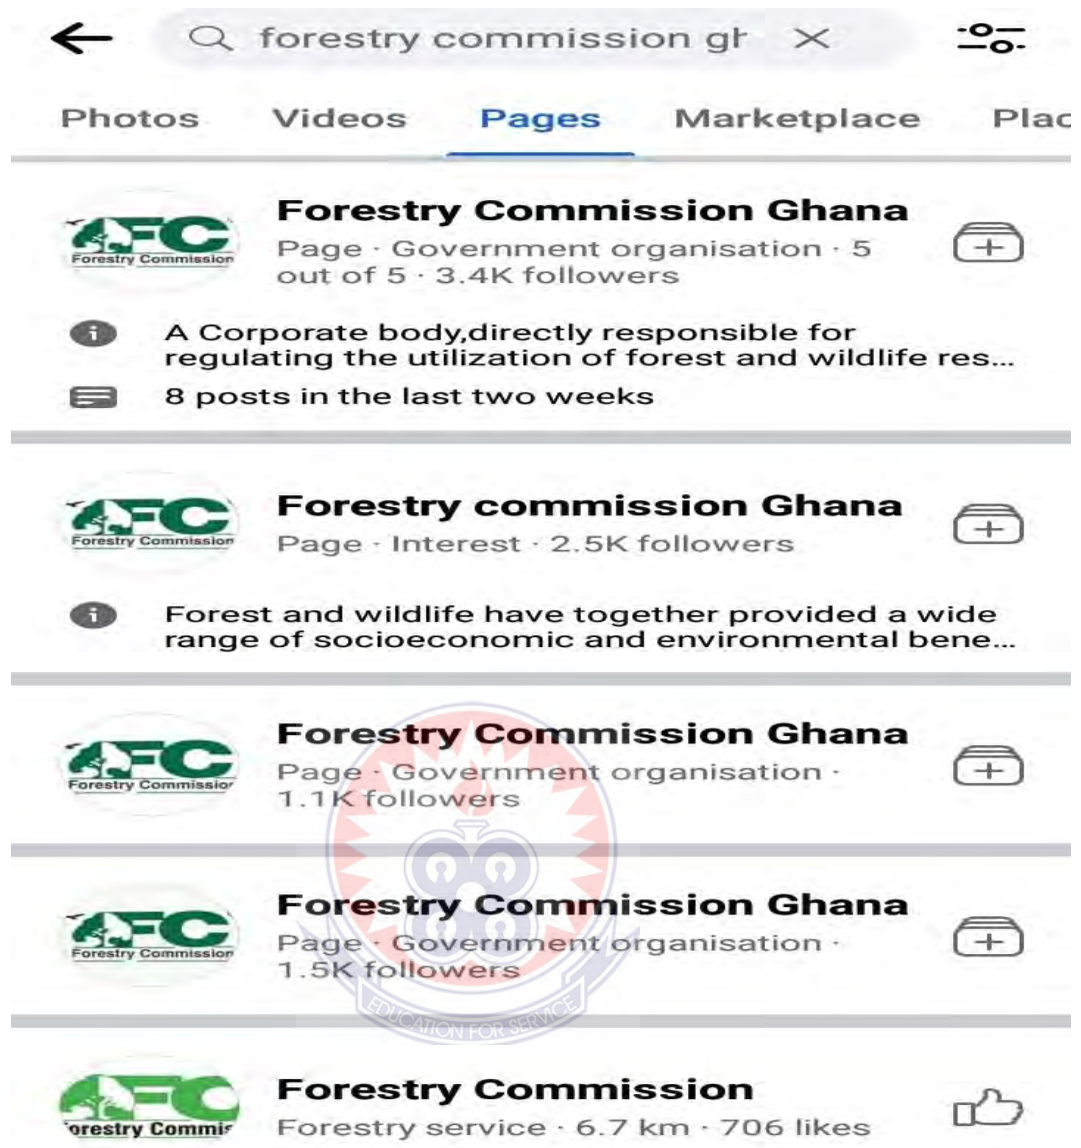 forestry commission gh
Photos Videos Pages Marketplace Plac
FC
Forestry Commission
Forestry Commission Ghana
Page · Government organisation · 5
out of 5 · 3.4K followers
A Corporate body,directly responsible for
regulating the utilization of forest and wildlife res...
8 posts in the last two weeks
FC
Forestry Commission
Forestry commission Ghana
Page · Interest · 2.5K followers
Forest and wildlife have together provided a wide
range of socioeconomic and environmental bene...
FC
Forestry Commission
Forestry Commission Ghana
Page · Government organisation ·
1.1K followers
FC
Forestry Commission
Forestry Commission Ghana
Page · Government organisation ·
1.5K followers
EDUCATION FOR SERVICE
FC
orestry Commis
Forestry Commission
Forestry service · 6.7 km · 706 likes